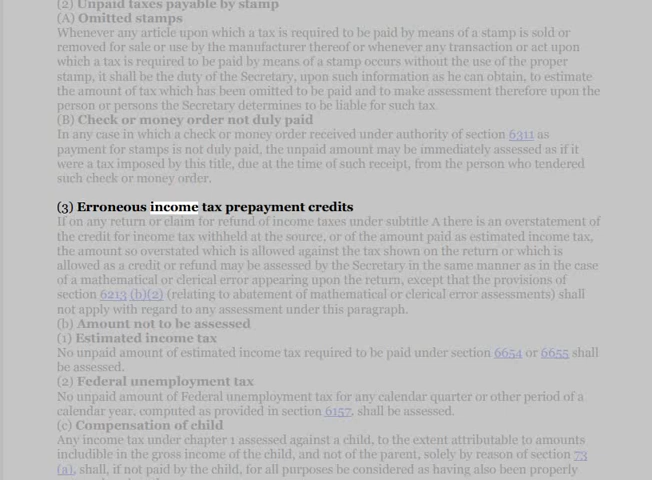 (2) Unpaid taxes payable by stamp
(A) Omitted stamps
Whenever any article upon which a tax is required to be paid by means of a stamp is sold or
removed for sale or use by the manufacturer thereof or whenever any transaction or act upon
which a tax is required to be paid by means of a stamp occurs without the use of the proper
stamp, it shall be the duty of the Secretary, upon such information as he can obtain, to estimate
the amount of tax which has been omitted to be paid and to make assessment therefore upon the
person or persons the Secretary determines to be liable for such tax
(B) Check or money order not duly paid
In any case in which a check or money order received under authority of section 6311 as
payment for stamps is not duly paid, the unpaid amount may be immediately assessed as if it
were a tax imposed by this title, due at the time of such receipt, from the person who tendered
such check or money order.
(3) Erroneous income tax prepayment credits
If on any return or claim for refund of income taxes under subtitle A there is an overstatement of
the credit for income tax withheld at the source, or of the amount paid as estimated income tax,
the amount so overstated which is allowed against the tax shown on the return or which is
allowed as a credit or refund may be assessed by the Secretary in the same manner as in the case
of a mathematical or clerical error appearing upon the return, except that the provisions of
section 6213 (b)(2) (relating to abatement of mathematical or clerical error assessments) shall
not apply with regard to any assessment under this paragraph.
(b) Amount not to be assessed
(1) Estimated income tax
No unpaid amount of estimated income tax required to be paid under section 6654 or 6655 shall
be assessed.
(2) Federal unemployment tax
No unpaid amount of Federal unemployment tax for any calendar quarter or other period of a
calendar year, computed as provided in section 6157, shall be assessed.
(c) Compensation of child
Any income tax under chapter 1 assessed against a child, to the extent attributable to amounts
includible in the gross income of the child, and not of the parent, solely by reason of section 73
(a), shall, if not paid by the child, for all purposes be considered as having also been properly